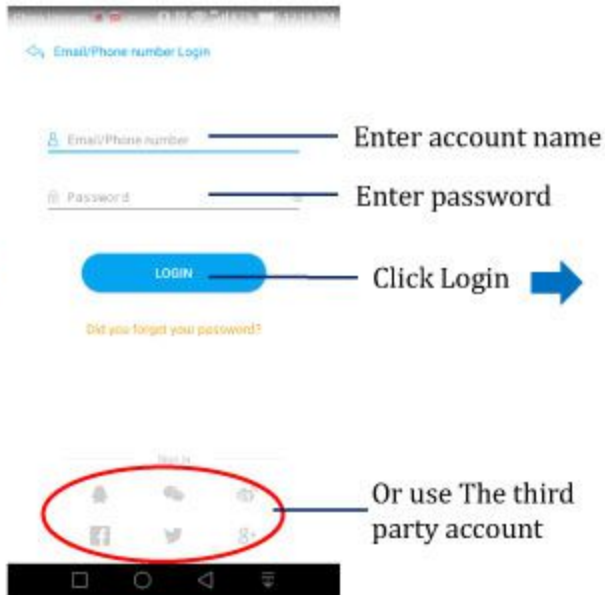 Email/Phone number Login
Email/Phone number
Enter account name
Password
Enter password
LOGIN
Click Login
Did you forgot your password?
Or use The third
party account